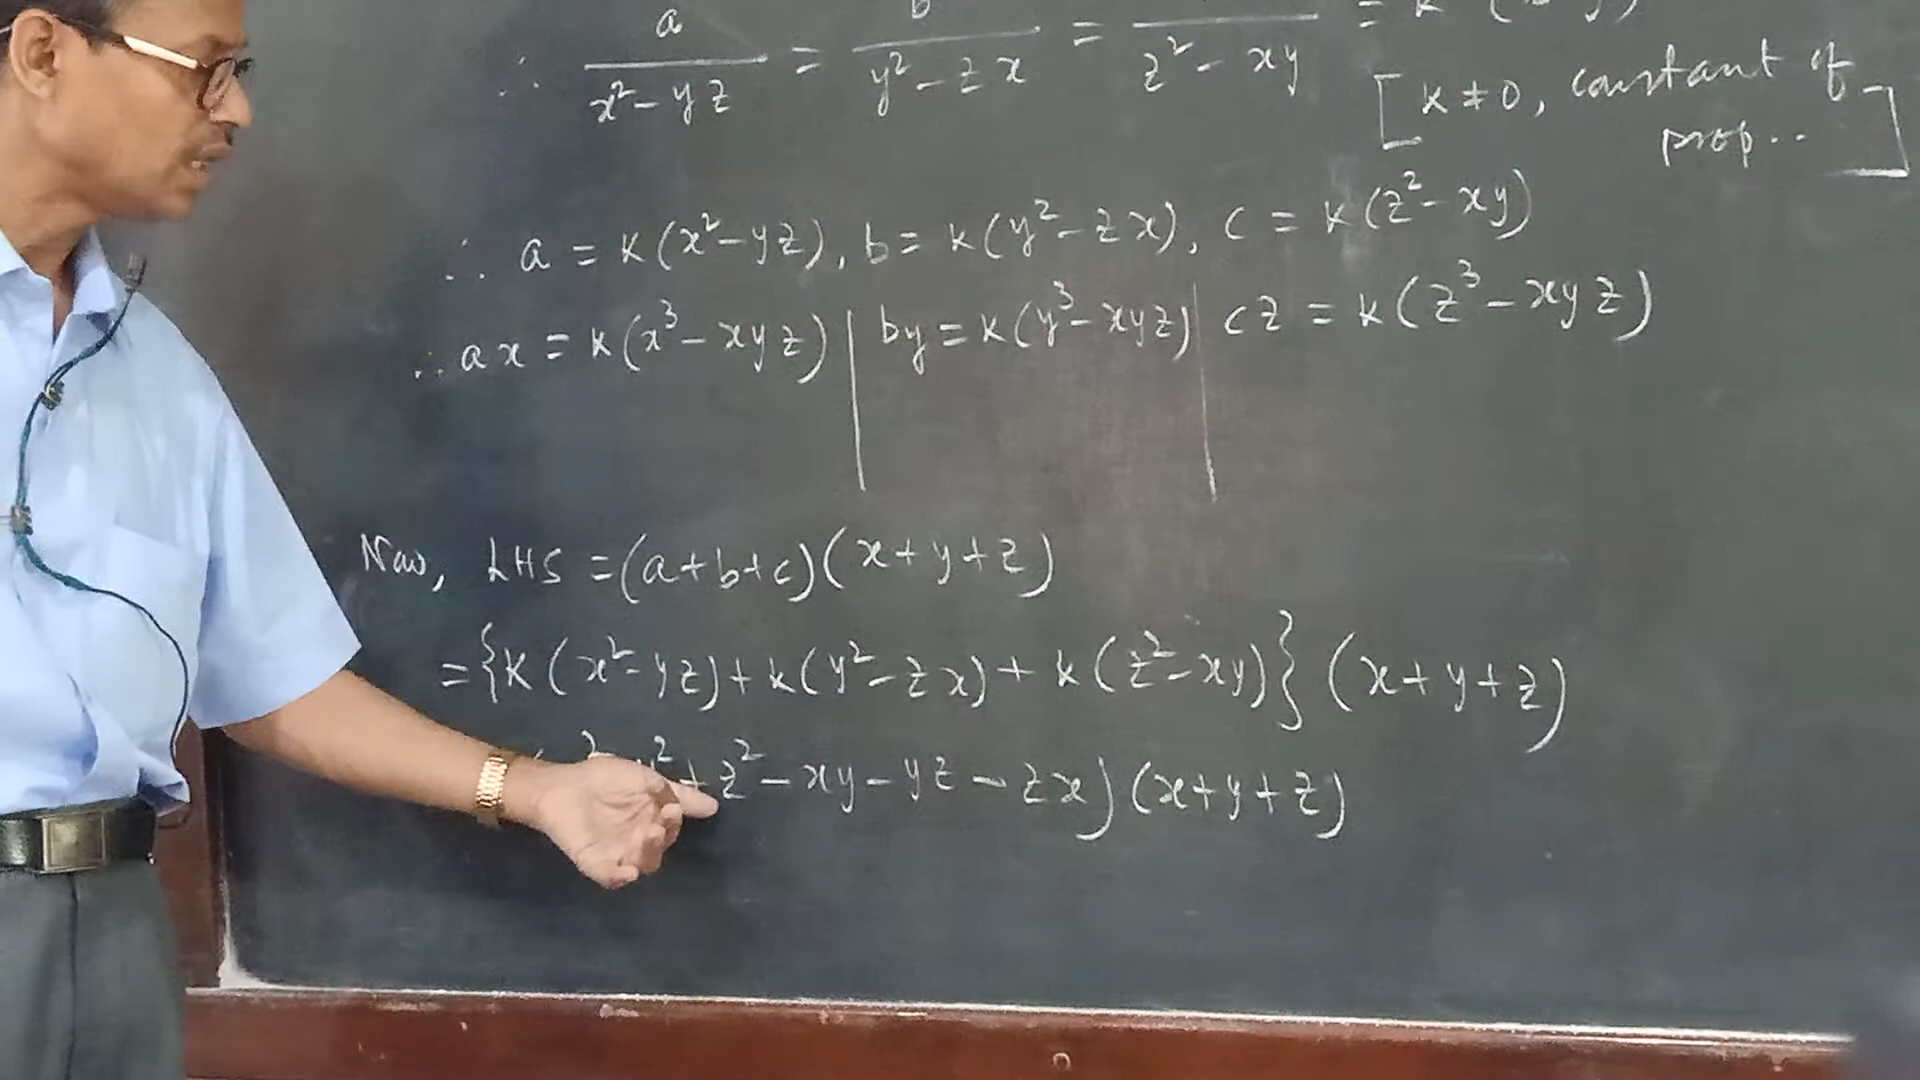 ∴ a/(x²-yz) = b/(y²-zx) = /(z²-xy) = k
[k≠0, constant of
prop..]
∴ a = k(x²-yz), b = k(y²-zx), c = k(z²-xy)
∴ ax = k(x³-xyz) | by = k(y³-xyz) | cz = k(z³-xyz)
Now, LHS = (a+b+c)(x+y+z)
= {k(x²-yz)+k(y²-zx)+k(z²-xy)} (x+y+z)
²  y²+z²-xy-yz-zx)(x+y+z)